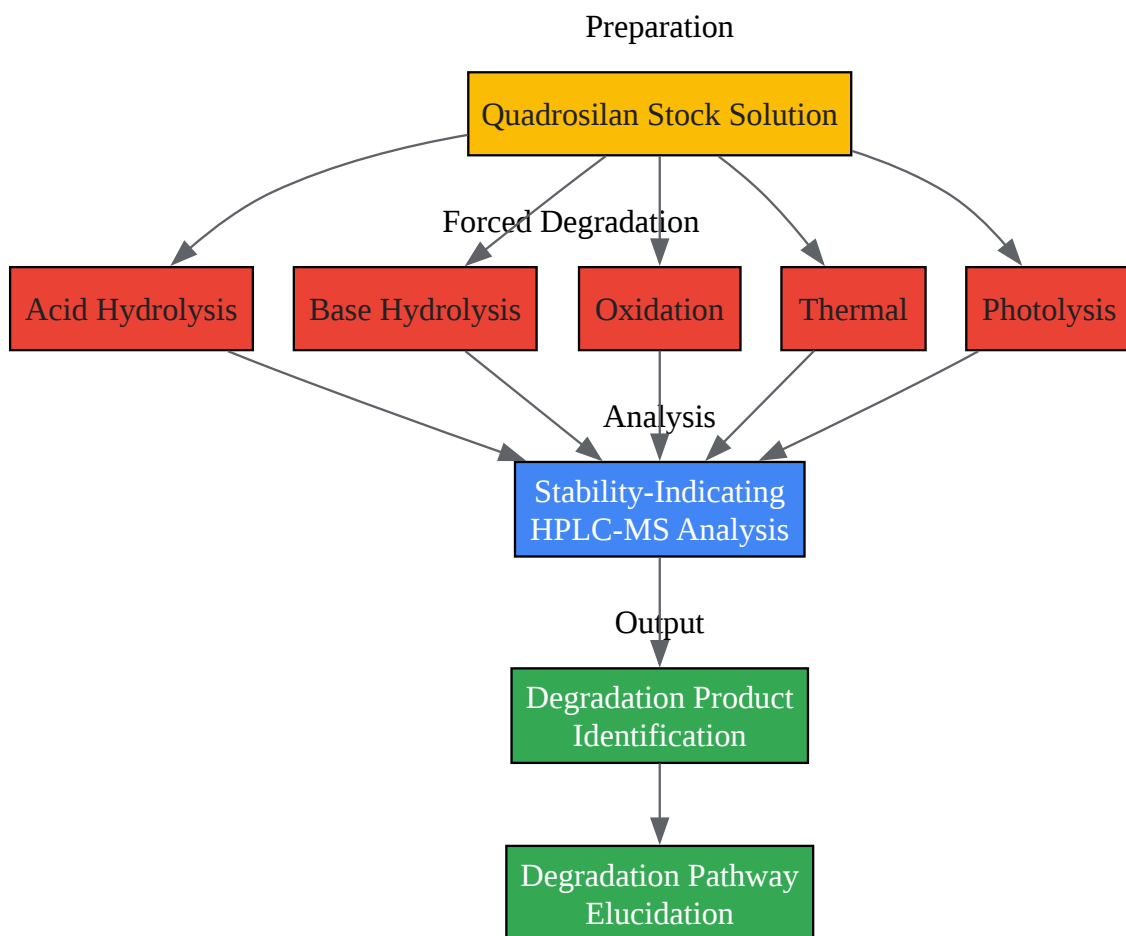 Preparation
Quadrosilan Stock Solution
Forced Degradation
Acid Hydrolysis
Base Hydrolysis
Oxidation
Thermal
Photolysis
Analysis
Stability-Indicating
HPLC-MS Analysis
Output
Degradation Product
Identification
Degradation Pathway
Elucidation